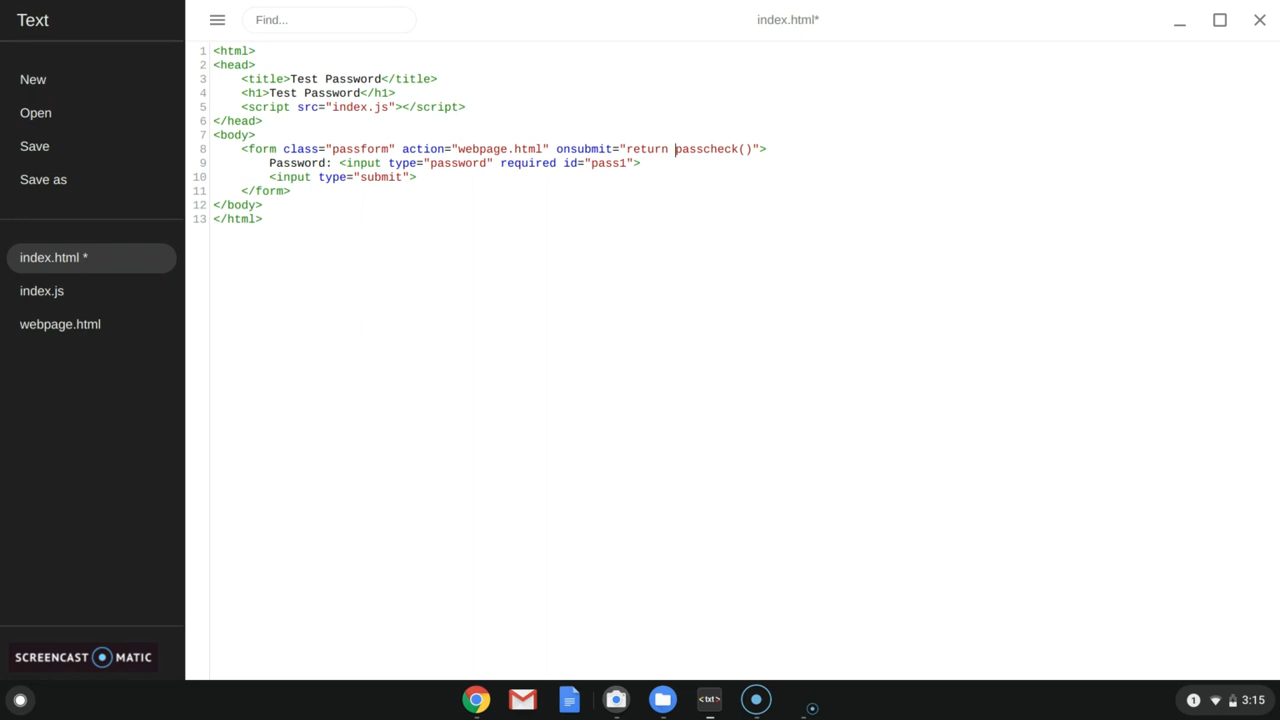 Text
Find...
index.html*
New
Open
Save
Save as
index.html *
index.js
webpage.html
1 <html>
2 <head>
3 <title>Test Password</title>
4 <h1>Test Password</h1>
5 <script src="index.js"></script>
6 </head>
7 <body>
8 <form class="passform" action="webpage.html" onsubmit="return passcheck()">
9 Password: <input type="password" required id="pass1">
10 <input type="submit">
11 </form>
12 </body>
13 </html>
SCREENCAST MATIC
<txt>
1
3:15